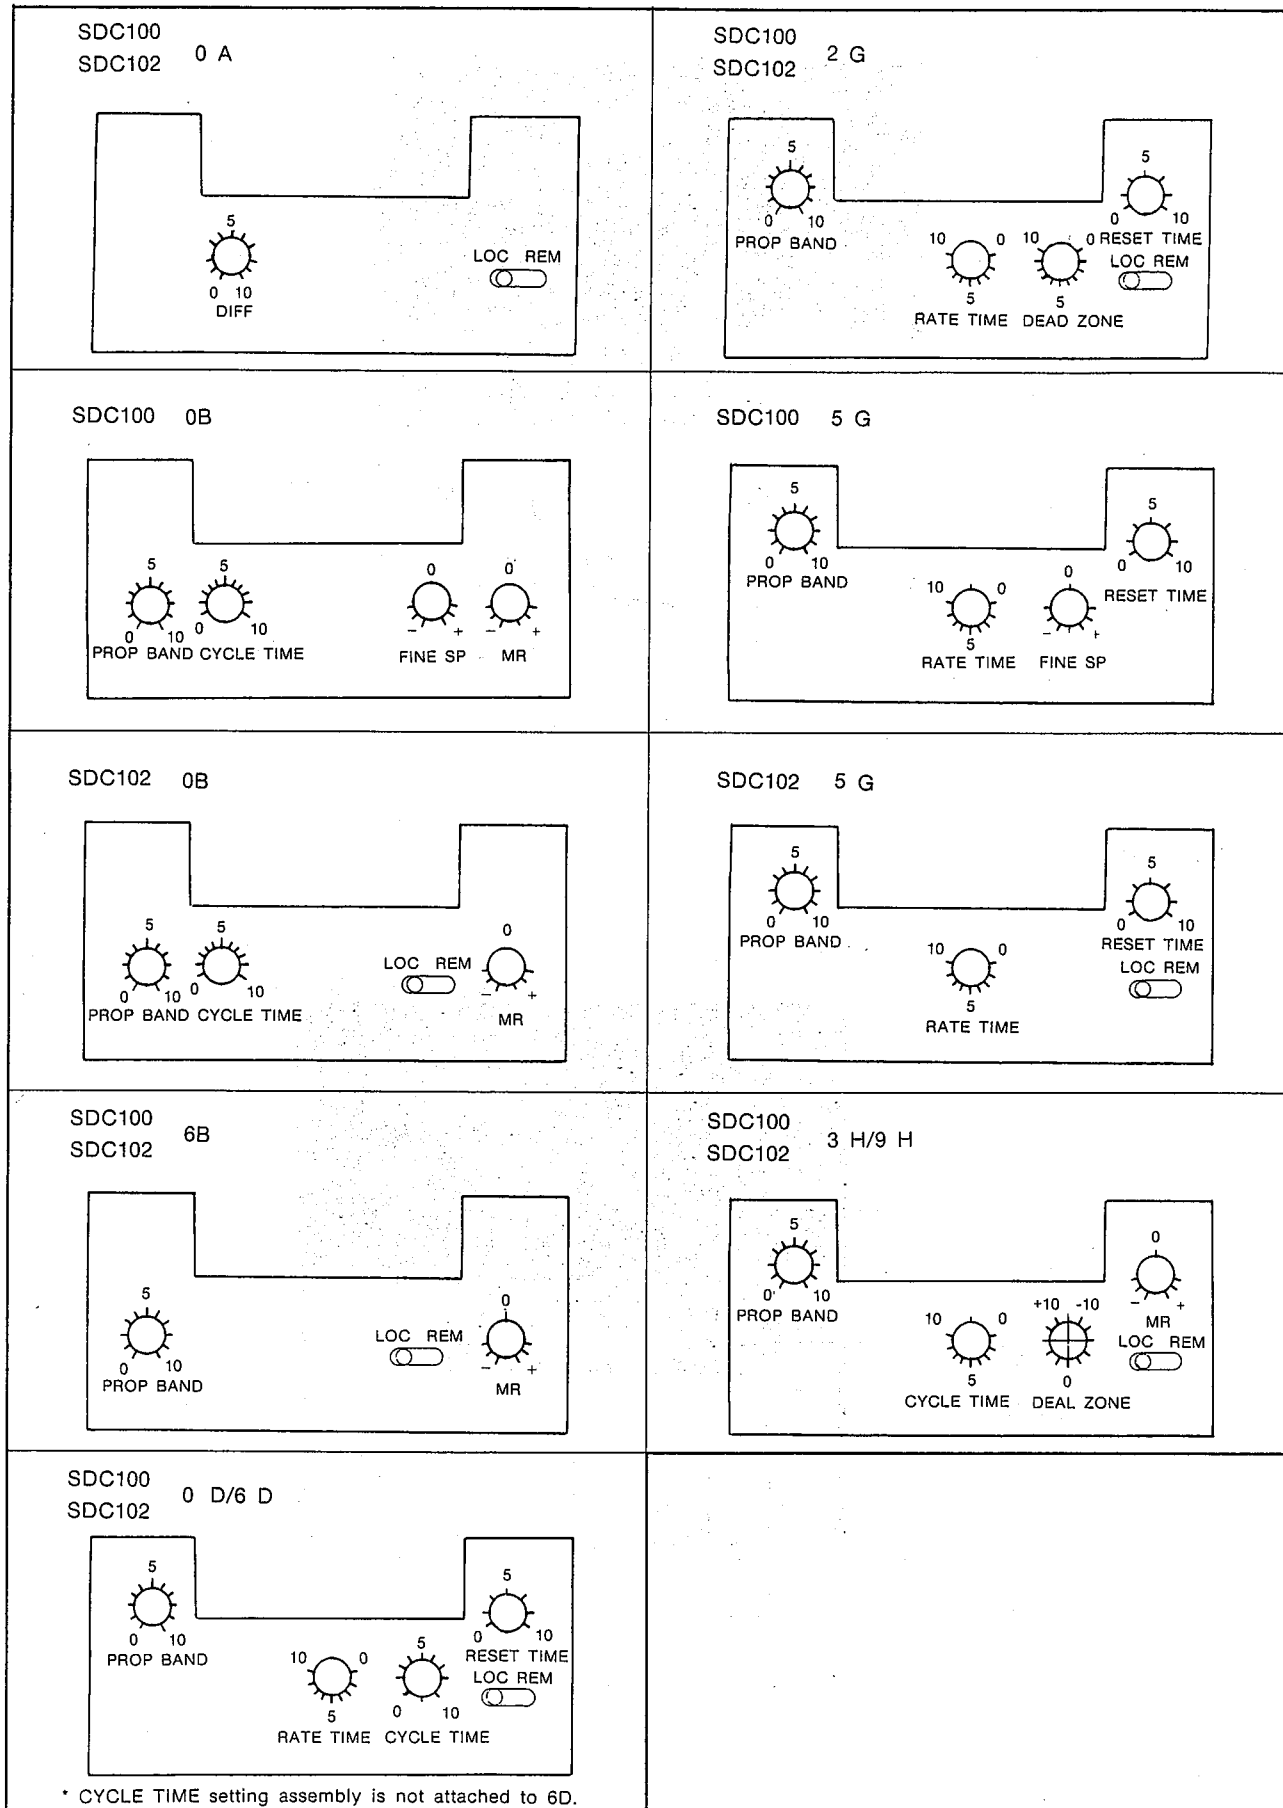 SDC100
SDC102
0 A
5
0 10
DIFF
LOC REM
SDC100
SDC102
2 G
5
0 10
PROP BAND
10 0
5
RATE TIME
10 0
5
DEAD ZONE
5
0 10
RESET TIME
LOC REM
SDC100 0B
5
0 10
PROP BAND
5
0 10
CYCLE TIME
0
- +
FINE SP
0
- +
MR
SDC100 5 G
5
0 10
PROP BAND
10 0
5
RATE TIME
0
- +
FINE SP
5
0 10
RESET TIME
SDC102 0B
5
0 10
PROP BAND
5
0 10
CYCLE TIME
LOC REM
0
- +
MR
SDC102 5 G
5
0 10
PROP BAND
10 0
5
RATE TIME
5
0 10
RESET TIME
LOC REM
SDC100
SDC102
6B
5
0 10
PROP BAND
LOC REM
0
- +
MR
SDC100
SDC102
3 H/9 H
5
0 10
PROP BAND
10 0
5
CYCLE TIME
+10 -10
0
DEAL ZONE
0
- +
MR
LOC REM
SDC100
SDC102
0 D/6 D
5
0 10
PROP BAND
10 0
5
RATE TIME
5
0 10
CYCLE TIME
5
0 10
RESET TIME
LOC REM
* CYCLE TIME setting assembly is not attached to 6D.